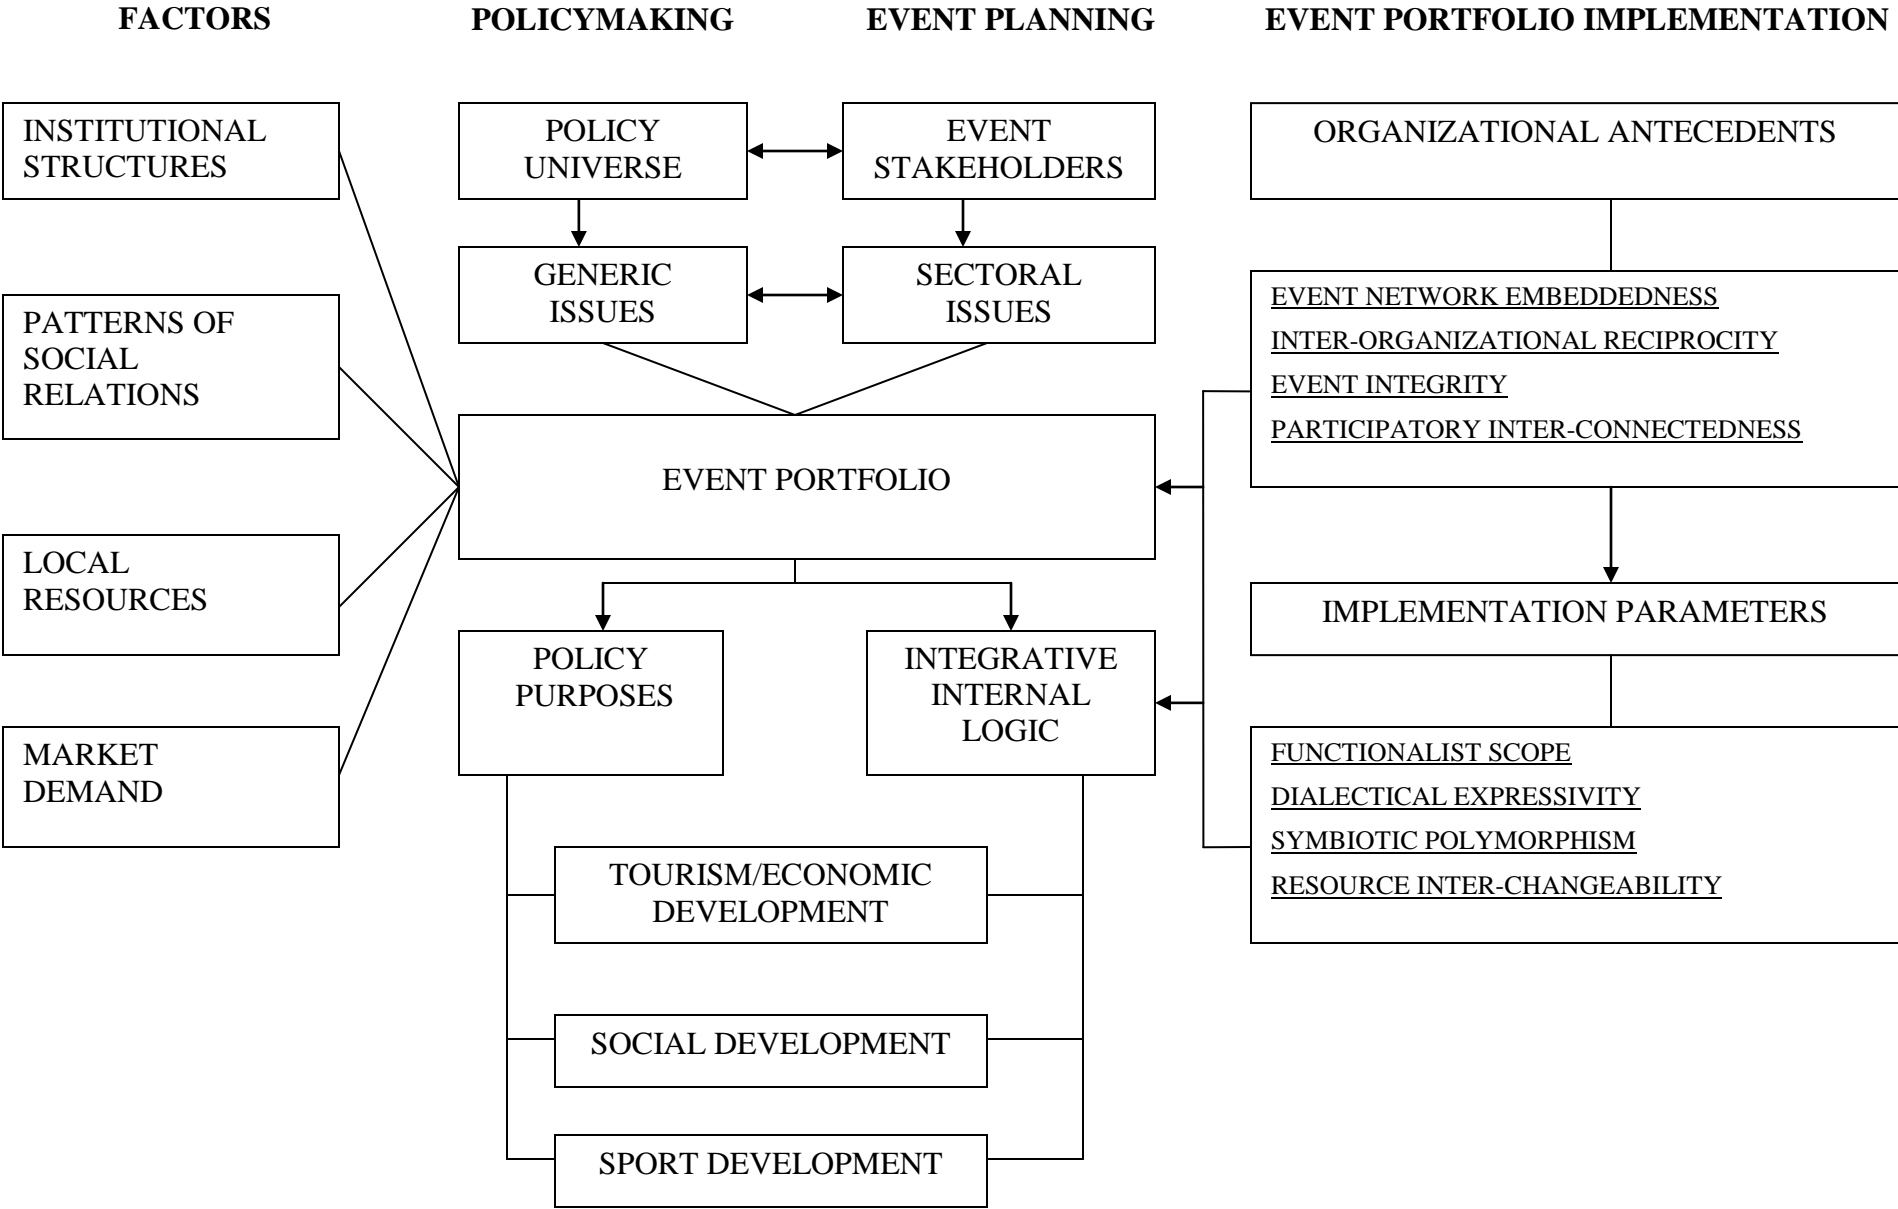 FACTORS
POLICYMAKING
EVENT PLANNING
EVENT PORTFOLIO IMPLEMENTATION
INSTITUTIONAL
STRUCTURES
PATTERNS OF
SOCIAL
RELATIONS
LOCAL
RESOURCES
MARKET
DEMAND
POLICY
UNIVERSE
EVENT
STAKEHOLDERS
GENERIC
ISSUES
SECTORAL
ISSUES
EVENT PORTFOLIO
POLICY
PURPOSES
INTEGRATIVE
INTERNAL
LOGIC
TOURISM/ECONOMIC
DEVELOPMENT
SOCIAL DEVELOPMENT
SPORT DEVELOPMENT
ORGANIZATIONAL ANTECEDENTS
EVENT NETWORK EMBEDDEDNESS
INTER-ORGANIZATIONAL RECIPROCITY
EVENT INTEGRITY
PARTICIPATORY INTER-CONNECTEDNESS
IMPLEMENTATION PARAMETERS
FUNCTIONALIST SCOPE
DIALECTICAL EXPRESSIVITY
SYMBIOTIC POLYMORPHISM
RESOURCE INTER-CHANGEABILITY